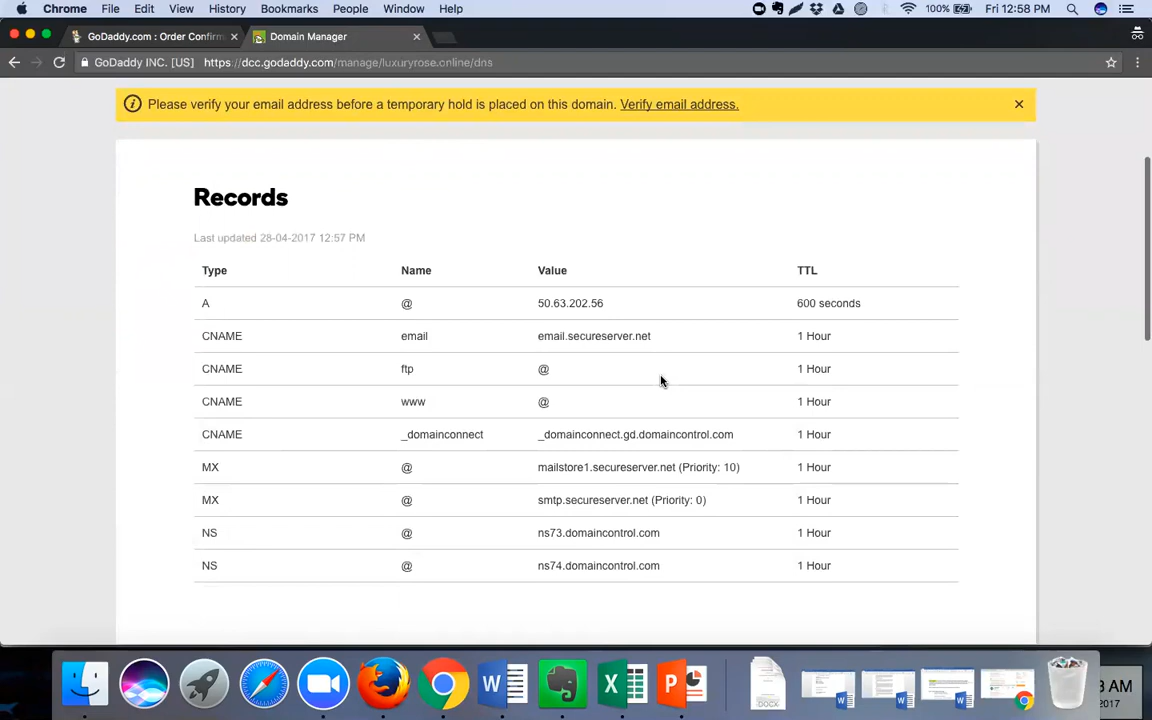 Chrome File Edit View History Bookmarks People Window Help 100% Fri 12:58 PM
GoDaddy.com : Order Confirm
Domain Manager
GoDaddy INC. [US] https://dcc.godaddy.com/manage/luxuryrose.online/dns
Please verify your email address before a temporary hold is placed on this domain. Verify email address.
Records
Last updated 28-04-2017 12:57 PM
Type Name Value TTL
A @ 50.63.202.56 600 seconds
CNAME email email.secureserver.net 1 Hour
CNAME ftp @ 1 Hour
CNAME www @ 1 Hour
CNAME _domainconnect _domainconnect.gd.domaincontrol.com 1 Hour
MX @ mailstore1.secureserver.net (Priority: 10) 1 Hour
MX @ smtp.secureserver.net (Priority: 0) 1 Hour
NS @ ns73.domaincontrol.com 1 Hour
NS @ ns74.domaincontrol.com 1 Hour
W X P
DOCX
AM
2017